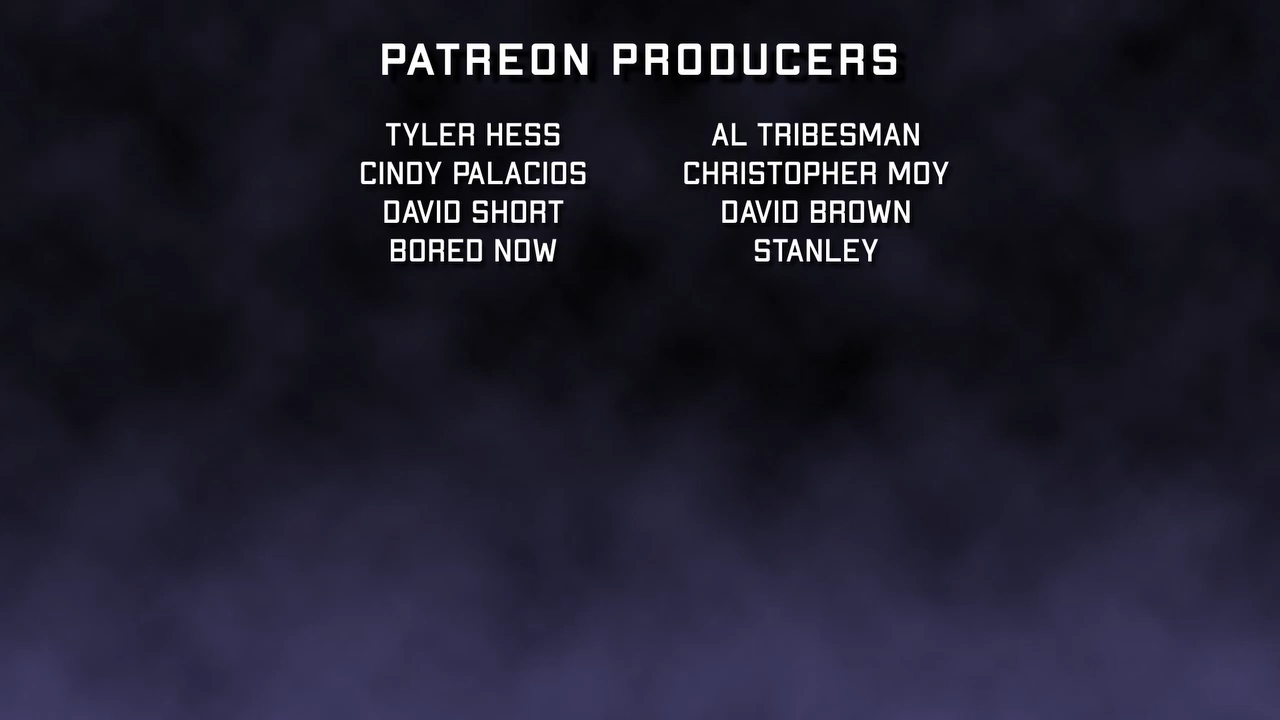 PATREON PRODUCERS
TYLER HESS
CINDY PALACIOS
DAVID SHORT
BORED NOW
AL TRIBESMAN
CHRISTOPHER MOY
DAVID BROWN
STANLEY